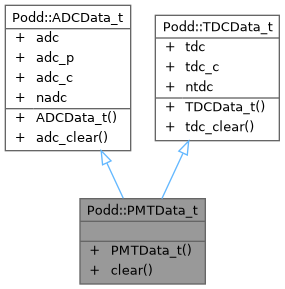 Podd::ADCData_t
+ adc
+ adc_p
+ adc_c
+ nadc
+ ADCData_t()
+ adc_clear()
Podd::TDCData_t
+ tdc
+ tdc_c
+ ntdc
+ TDCData_t()
+ tdc_clear()
Podd::PMTData_t
+ PMTData_t()
+ clear()